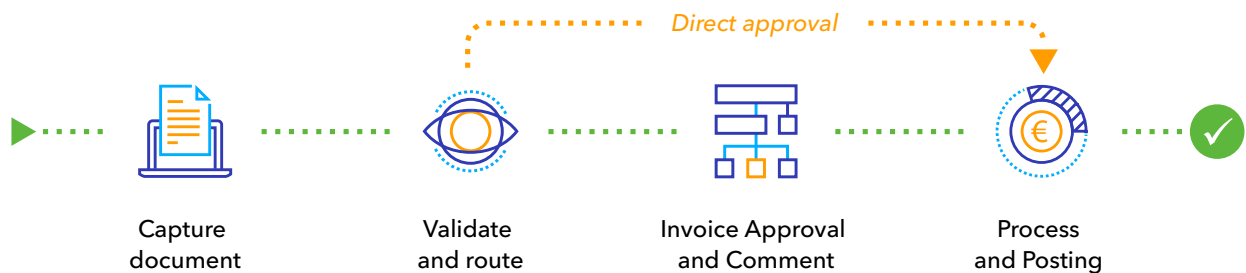 Direct approval
€
Capture
document
Validate
and route
Invoice Approval
and Comment
Process
and Posting